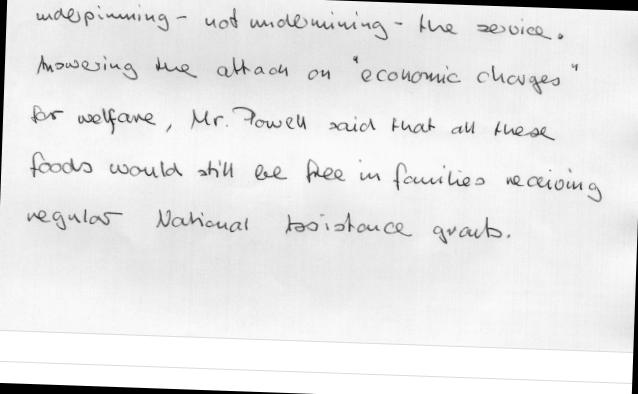 underpinning - not undermining - the service.
Answering the attack on "economic charges"
for welfare, Mr. Powell said that all these
foods would still be free in families receiving
regular National Assistance grants.